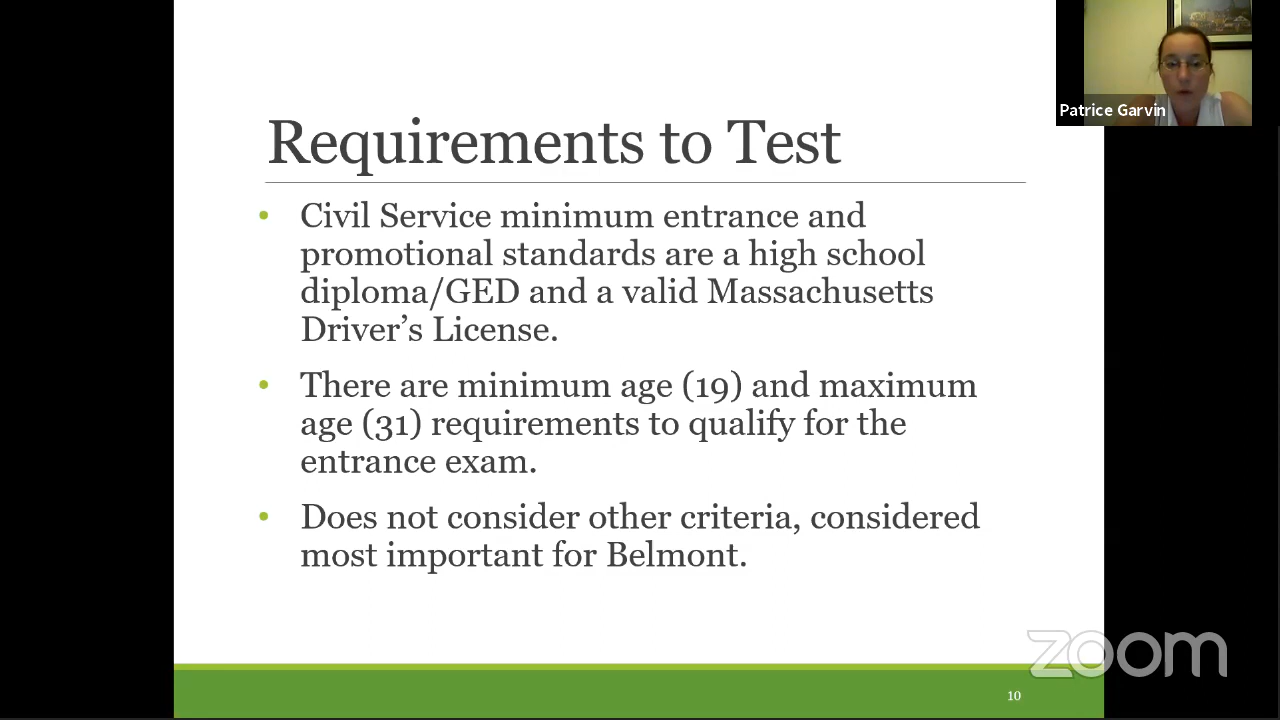 Patrice Garvin
Requirements to Test
• Civil Service minimum entrance and
promotional standards are a high school
diploma/GED and a valid Massachusetts
Driver’s License.
• There are minimum age (19) and maximum
age (31) requirements to qualify for the
entrance exam.
• Does not consider other criteria, considered
most important for Belmont.
zoom
10